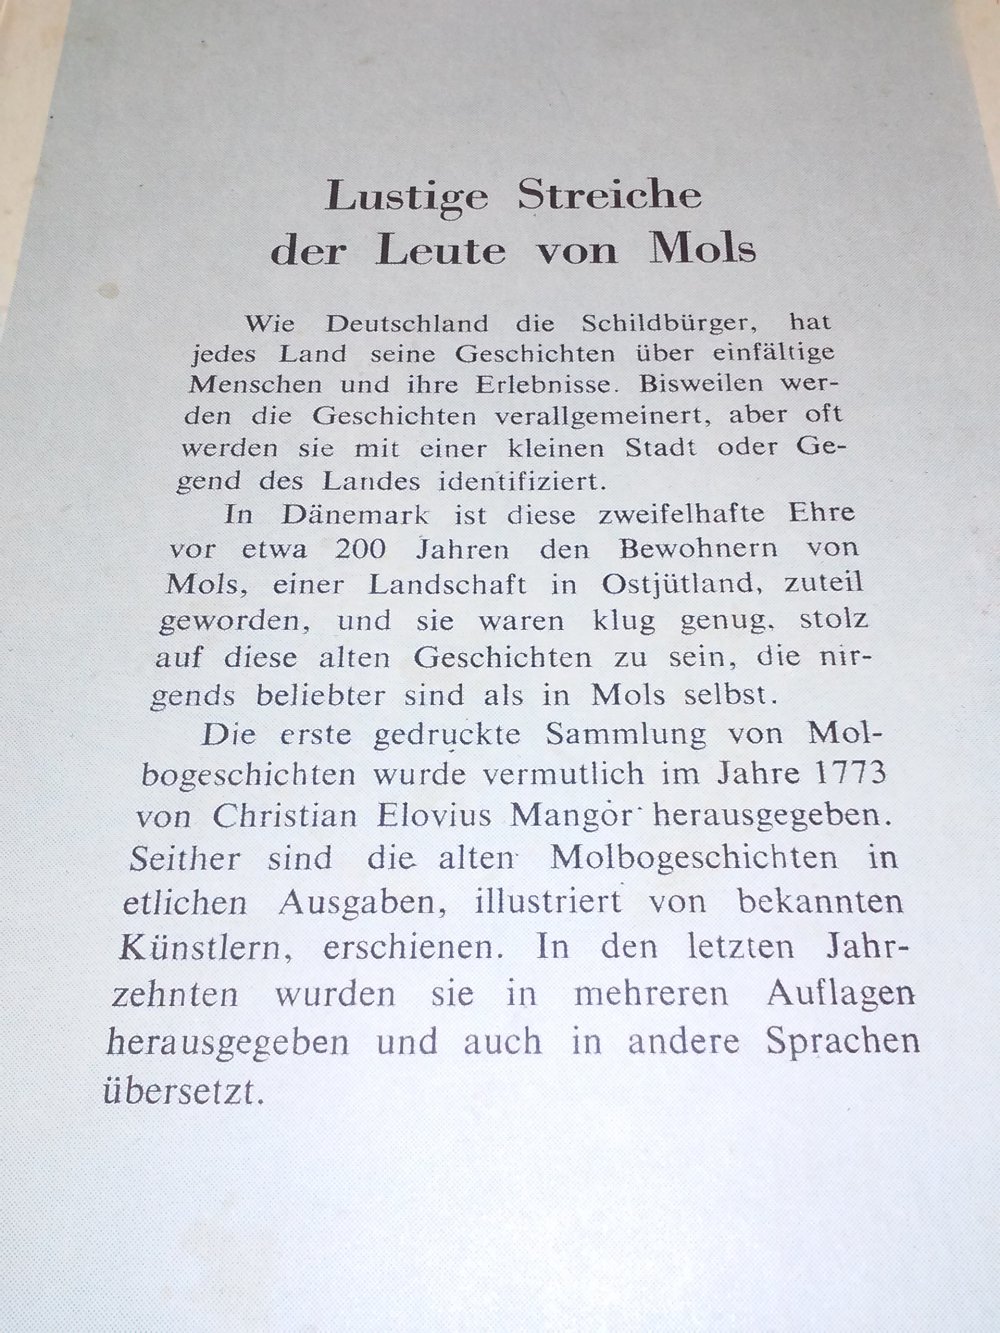 Lustige Streiche
der Leute von Mols
Wie Deutschland die Schildbürger, hat
jedes Land seine Geschichten über einfältige
Menschen und ihre Erlebnisse. Bisweilen wer-
den die Geschichten verallgemeinert, aber oft
werden sie mit einer kleinen Stadt oder Ge-
gend des Landes identifiziert.
In Dänemark ist diese zweifelhafte Ehre
vor etwa 200 Jahren den Bewohnern von
Mols, einer Landschaft in Ostjütland, zuteil
geworden, und sie waren klug genug, stolz
auf diese alten Geschichten zu sein, die nir-
gends beliebter sind als in Mols selbst.
Die erste gedruckte Sammlung von Mol-
bogeschichten wurde vermutlich im Jahre 1773
von Christian Elovius Mangor herausgegeben.
Seither sind die alten Molbogeschichten in
etlichen Ausgaben, illustriert von bekannten
Künstlern, erschienen. In den letzten Jahr-
zehnten wurden sie in mehreren Auflagen
herausgegeben und auch in andere Sprachen
übersetzt.